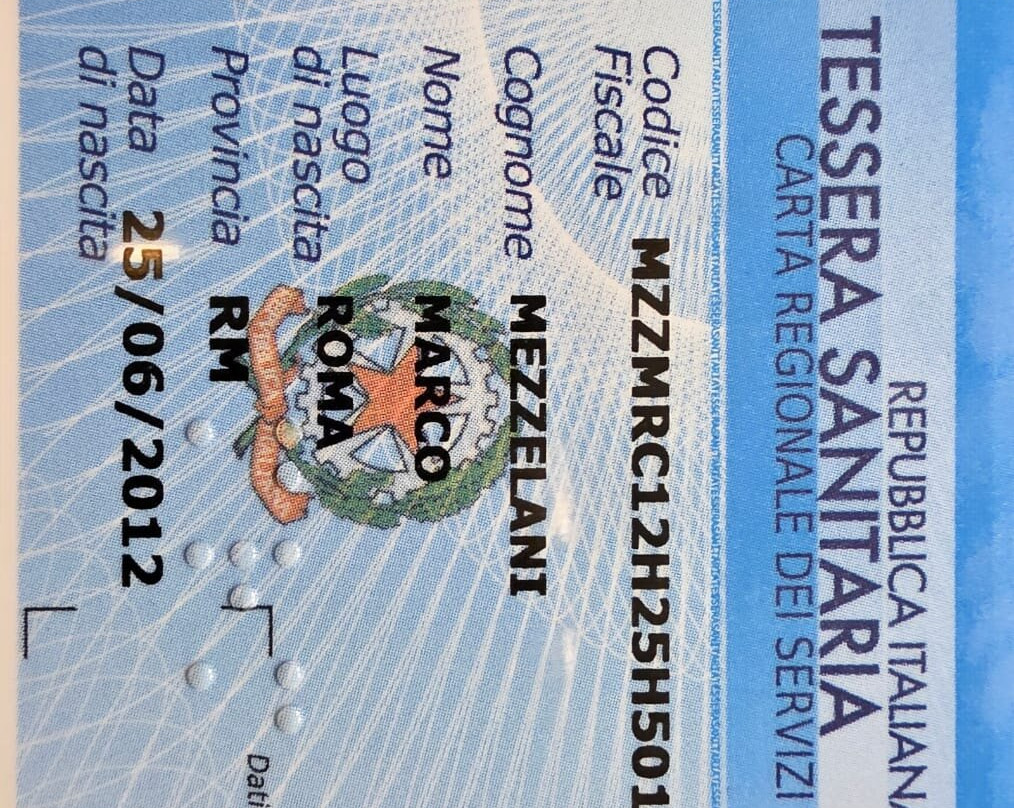 REPUBBLICA ITALIANA
TESSERA SANITARIA
CARTA REGIONALE DEI SERVIZI
Codice Fiscale MZZMRC12H25H501
Cognome MEZZELANI
Nome MARCO
Luogo di nascita ROMA
Provincia RM
Data di nascita 25/06/2012
Dati